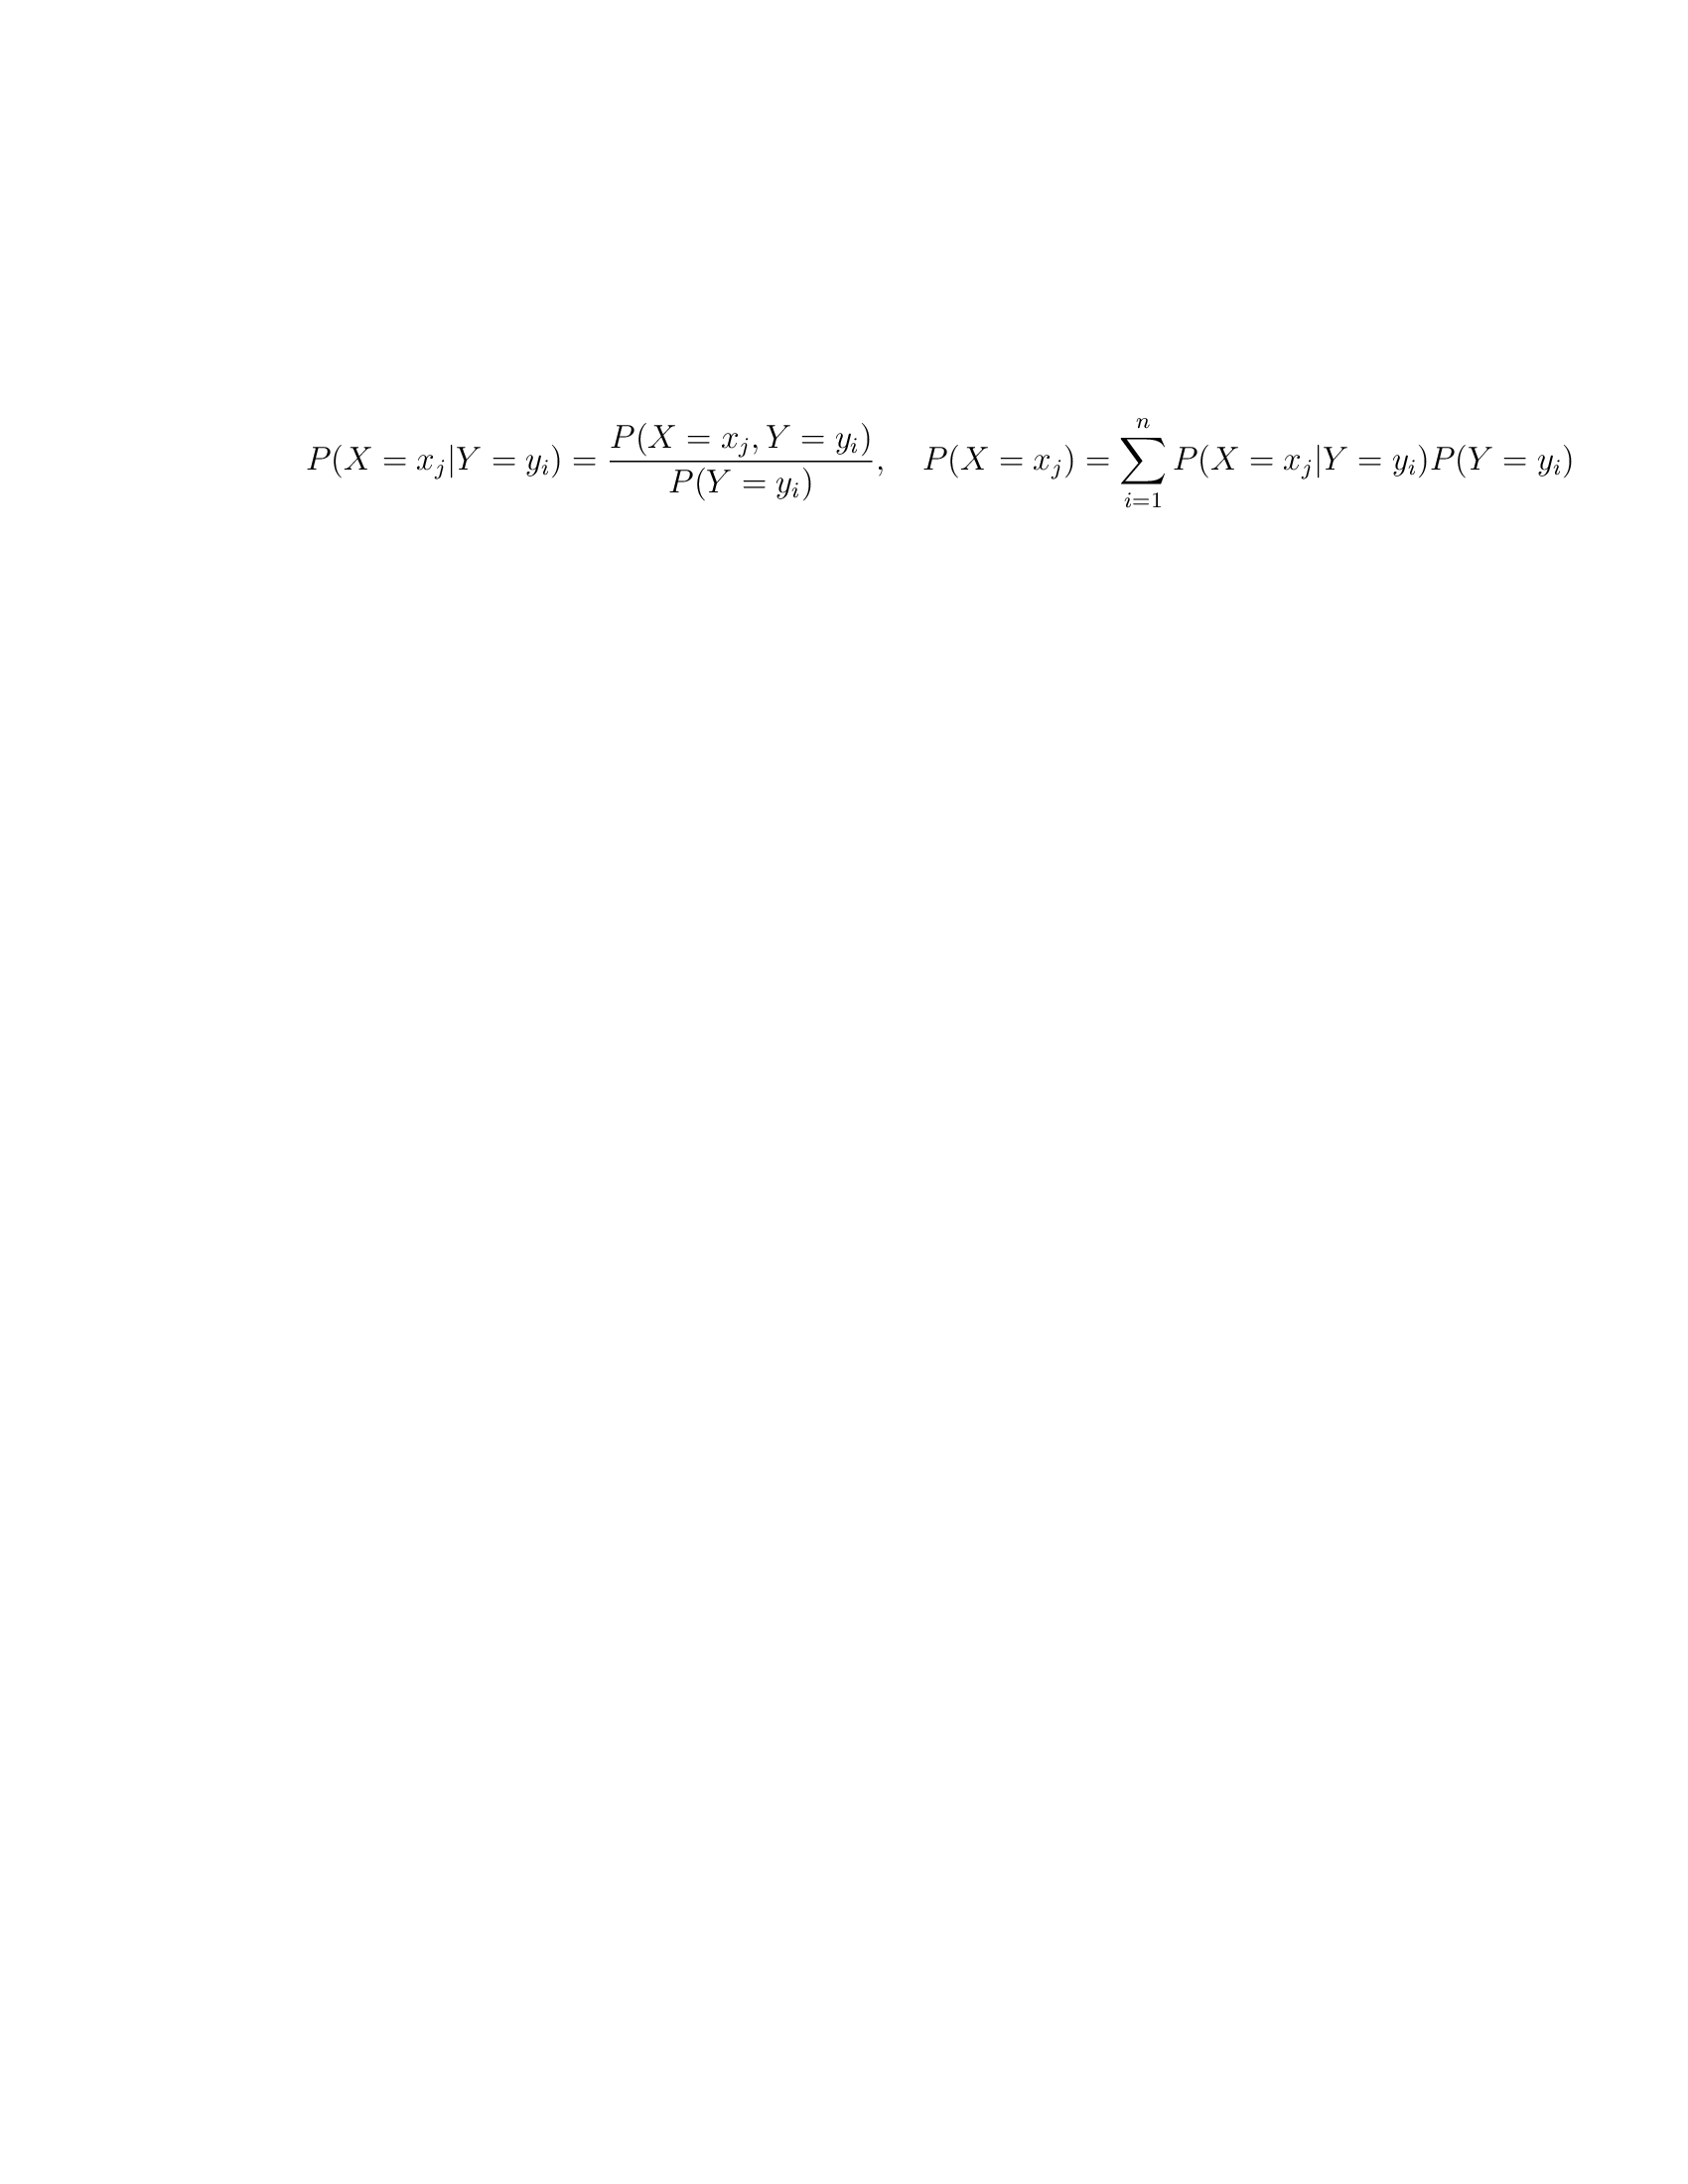 P(X = x_j|Y = y_i) = \frac{P(X = x_j, Y = y_i)}{P(Y = y_i)}, \quad P(X = x_j) = \sum_{i=1}^{n} P(X = x_j|Y = y_i)P(Y = y_i)